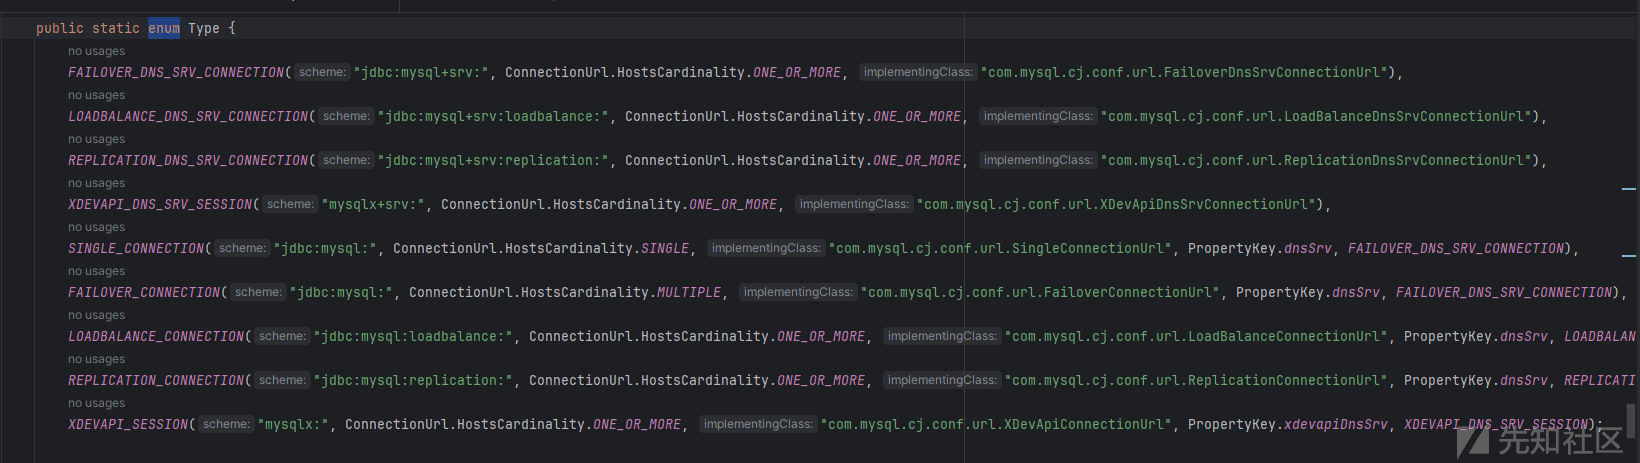 public static enum Type {
no usages
FAILOVER_DNS_SRV_CONNECTION( scheme: "jdbc:mysql+srv:", ConnectionUrl.HostsCardinality.ONE_OR_MORE, implementingClass: "com.mysql.cj.conf.url.FailoverDnsSrvConnectionUrl"),
no usages
LOADBALANCE_DNS_SRV_CONNECTION( scheme: "jdbc:mysql+srv:loadbalance:", ConnectionUrl.HostsCardinality.ONE_OR_MORE, implementingClass: "com.mysql.cj.conf.url.LoadBalanceDnsSrvConnectionUrl"),
no usages
REPLICATION_DNS_SRV_CONNECTION( scheme: "jdbc:mysql+srv:replication:", ConnectionUrl.HostsCardinality.ONE_OR_MORE, implementingClass: "com.mysql.cj.conf.url.ReplicationDnsSrvConnectionUrl"),
no usages
XDEVAPI_DNS_SRV_SESSION( scheme: "mysqlx+srv:", ConnectionUrl.HostsCardinality.ONE_OR_MORE, implementingClass: "com.mysql.cj.conf.url.XDevApiDnsSrvConnectionUrl"),
no usages
SINGLE_CONNECTION( scheme: "jdbc:mysql:", ConnectionUrl.HostsCardinality.SINGLE, implementingClass: "com.mysql.cj.conf.url.SingleConnectionUrl", PropertyKey.dnsSrv, FAILOVER_DNS_SRV_CONNECTION),
no usages
FAILOVER_CONNECTION( scheme: "jdbc:mysql:", ConnectionUrl.HostsCardinality.MULTIPLE, implementingClass: "com.mysql.cj.conf.url.FailoverConnectionUrl", PropertyKey.dnsSrv, FAILOVER_DNS_SRV_CONNECTION),
no usages
LOADBALANCE_CONNECTION( scheme: "jdbc:mysql:loadbalance:", ConnectionUrl.HostsCardinality.ONE_OR_MORE, implementingClass: "com.mysql.cj.conf.url.LoadBalanceConnectionUrl", PropertyKey.dnsSrv, LOADBALAN
no usages
REPLICATION_CONNECTION( scheme: "jdbc:mysql:replication:", ConnectionUrl.HostsCardinality.ONE_OR_MORE, implementingClass: "com.mysql.cj.conf.url.ReplicationConnectionUrl", PropertyKey.dnsSrv, REPLICATI
no usages
XDEVAPI_SESSION( scheme: "mysqlx:", ConnectionUrl.HostsCardinality.ONE_OR_MORE, implementingClass: "com.mysql.cj.conf.url.XDevApiConnectionUrl", PropertyKey.xdevapiDnsSrv, XDEVAPI_DNS_SRV_SESSION);
先知社区